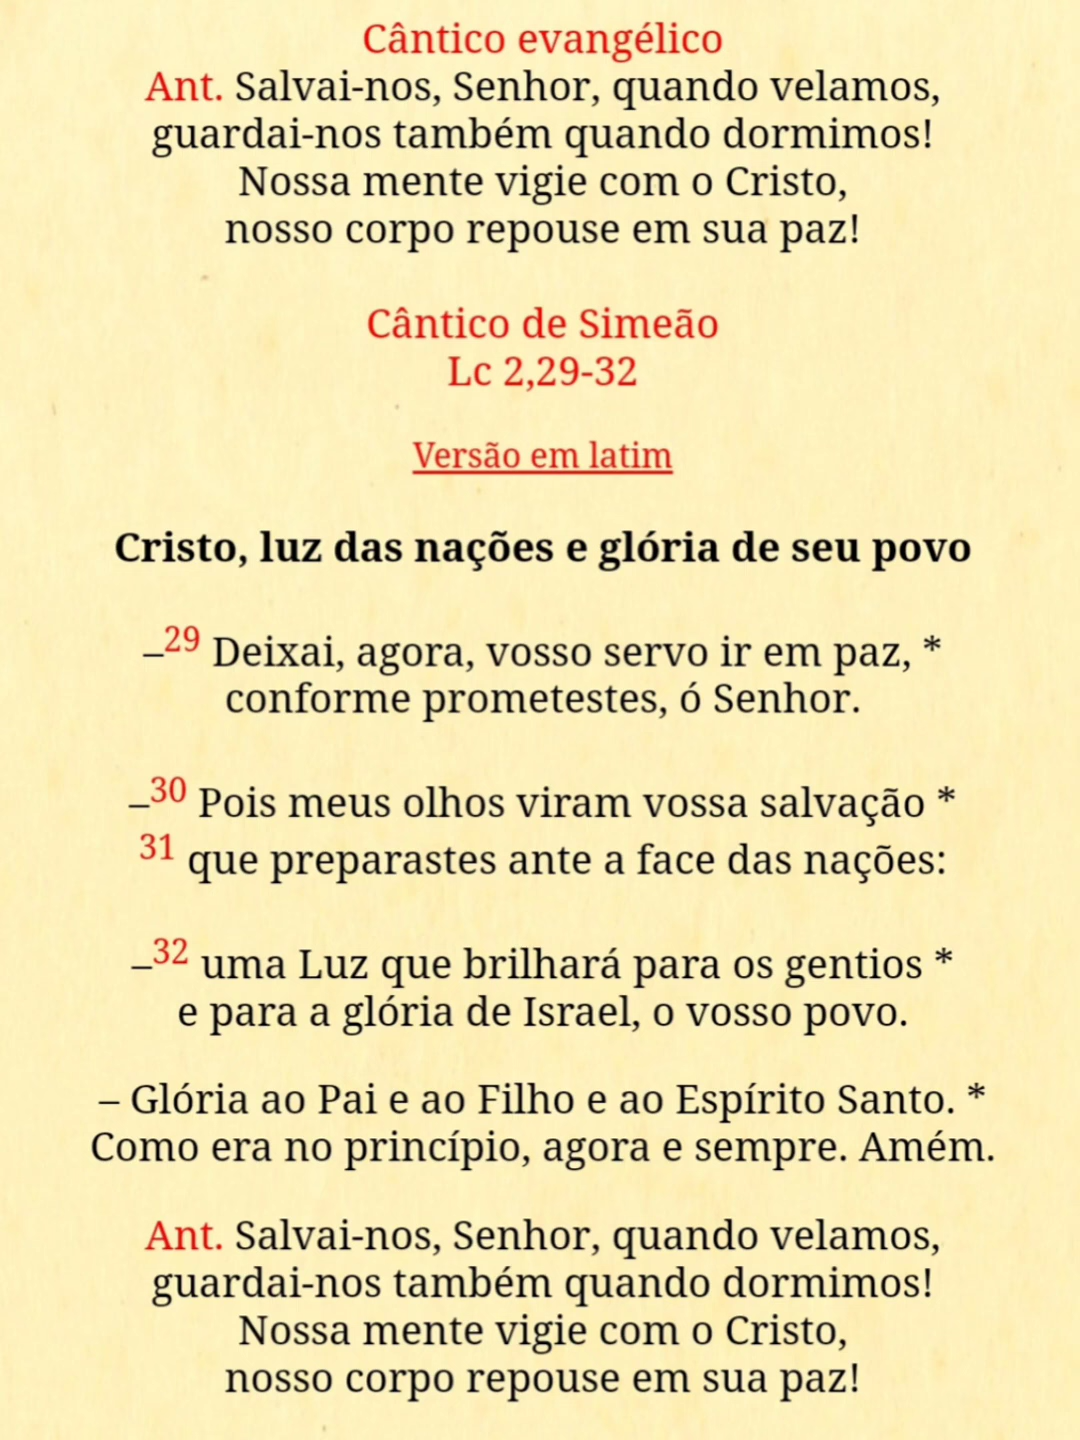 Cântico evangélico
Ant. Salvai-nos, Senhor, quando velamos,
guardai-nos também quando dormimos!
Nossa mente vigie com o Cristo,
nosso corpo repouse em sua paz!
Cântico de Simeão
Lc 2,29-32
Versão em latim
Cristo, luz das nações e glória de seu povo
–29 Deixai, agora, vosso servo ir em paz, *
conforme prometestes, ó Senhor.
–30 Pois meus olhos viram vossa salvação *
31 que preparastes ante a face das nações:
–32 uma Luz que brilhará para os gentios *
e para a glória de Israel, o vosso povo.
– Glória ao Pai e ao Filho e ao Espírito Santo. *
Como era no princípio, agora e sempre. Amém.
Ant. Salvai-nos, Senhor, quando velamos,
guardai-nos também quando dormimos!
Nossa mente vigie com o Cristo,
nosso corpo repouse em sua paz!